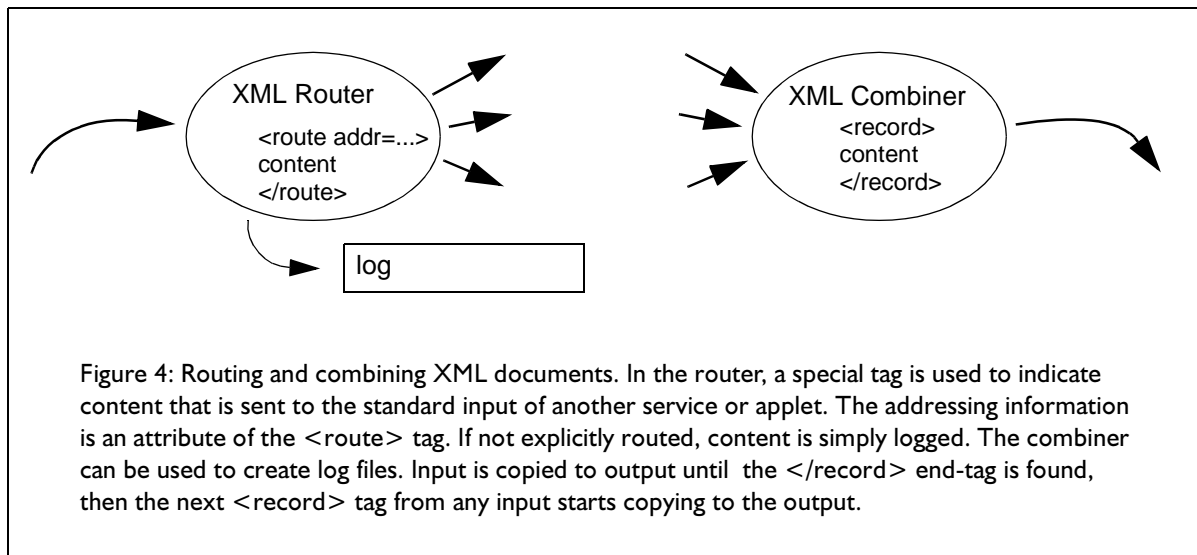 XML Router
<route addr=...>
content
</route>
log
XML Combiner
<record>
content
</record>
Figure 4: Routing and combining XML documents. In the router, a special tag is used to indicate
content that is sent to the standard input of another service or applet. The addressing information
is an attribute of the <route> tag. If not explicitly routed, content is simply logged. The combiner
can be used to create log files. Input is copied to output until the </record> end-tag is found,
then the next <record> tag from any input starts copying to the output.